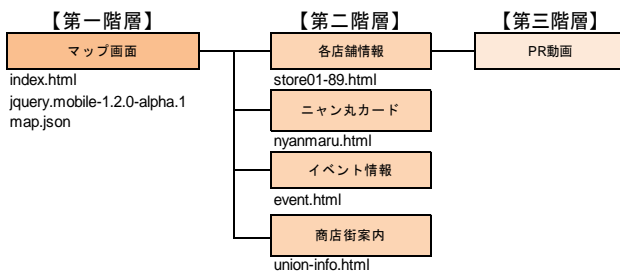 【第一階層】
【第二階層】
【第三階層】
マップ画面
各店舗情報
PR動画
index.html
jquery.mobile-1.2.0-alpha.1
map.json
store01-89.html
ニャン丸カード
nyanmaru.html
イベント情報
event.html
商店街案内
union-info.html